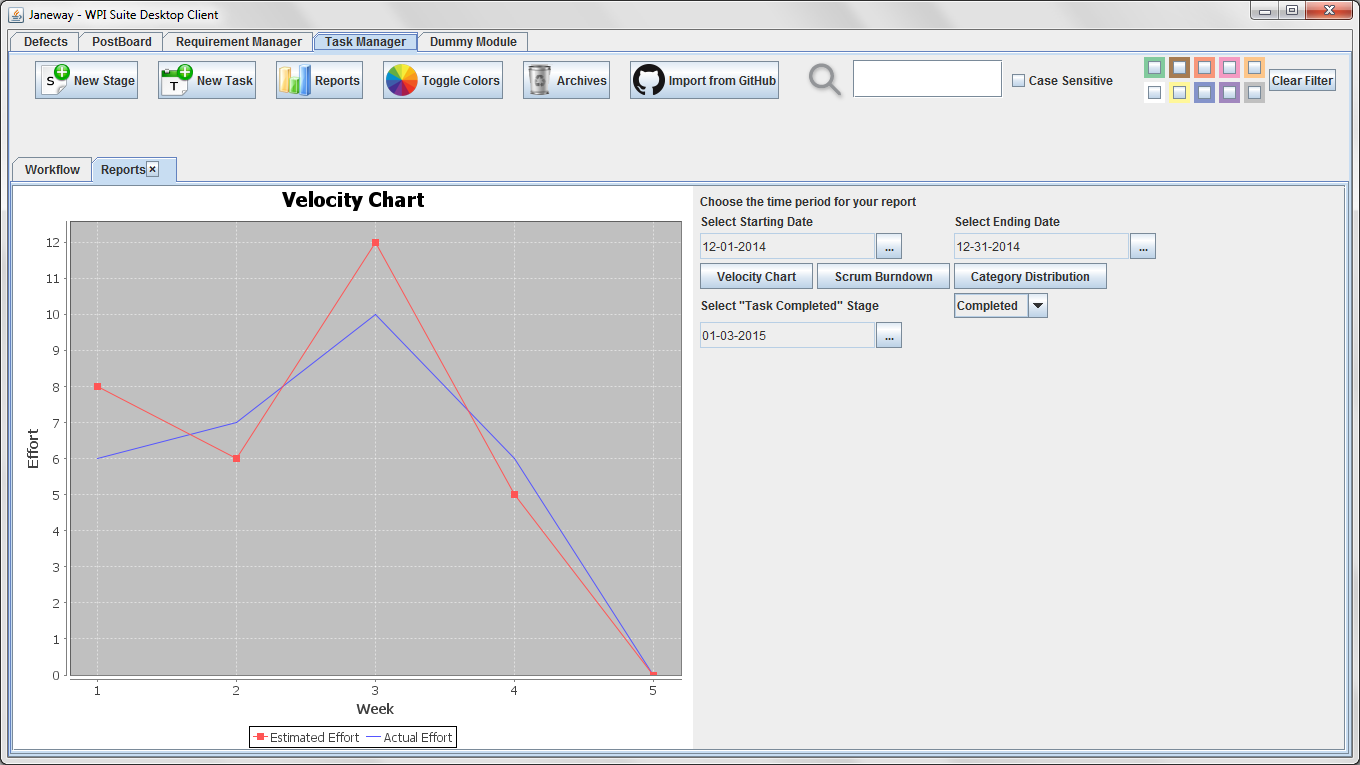 Janeway - WPI Suite Desktop Client
Defects PostBoard Requirement Manager Task Manager Dummy Module
S New Stage T New Task Reports Toggle Colors Archives Import from GitHub Case Sensitive Clear Filter
Workflow Reports
Velocity Chart
12
11
10
9
8
7
6
5
4
3
2
1
0
Effort
1 2 3 4 5
Week
Estimated Effort Actual Effort
Choose the time period for your report
Select Starting Date Select Ending Date
12-01-2014 ... 12-31-2014 ...
Velocity Chart Scrum Burndown Category Distribution
Select "Task Completed" Stage Completed
01-03-2015 ...